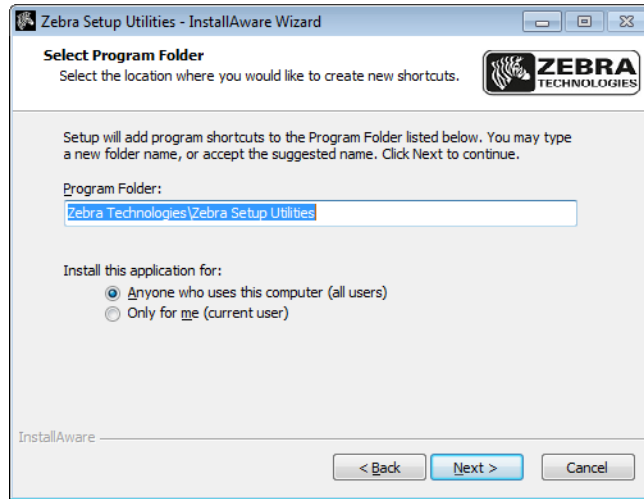 Zebra Setup Utilities - InstallAware Wizard
Select Program Folder
Select the location where you would like to create new shortcuts.
ZEBRA
TECHNOLOGIES
Setup will add program shortcuts to the Program Folder listed below. You may type
a new folder name, or accept the suggested name. Click Next to continue.
Program Folder:
Zebra Technologies\Zebra Setup Utilities
Install this application for:
Anyone who uses this computer (all users)
Only for me (current user)
InstallAware
< Back Next > Cancel